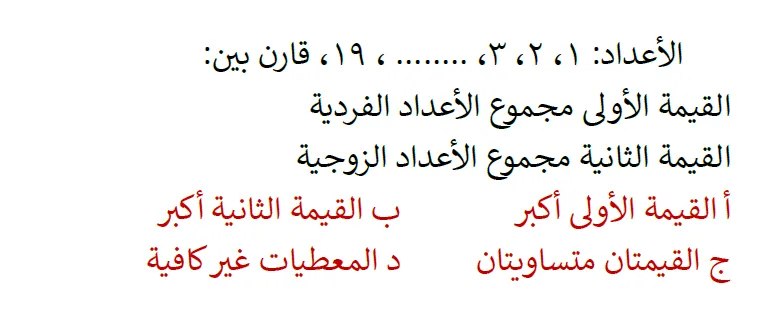 الأعداد: ١، ٢، ٣، ........ ، ١٩، قارن بين:
القيمة الأولى مجموع الأعداد الفردية
القيمة الثانية مجموع الأعداد الزوجية
أ القيمة الأولى أكبر ب القيمة الثانية أكبر
ج القيمتان متساويتان د المعطيات غير كافية